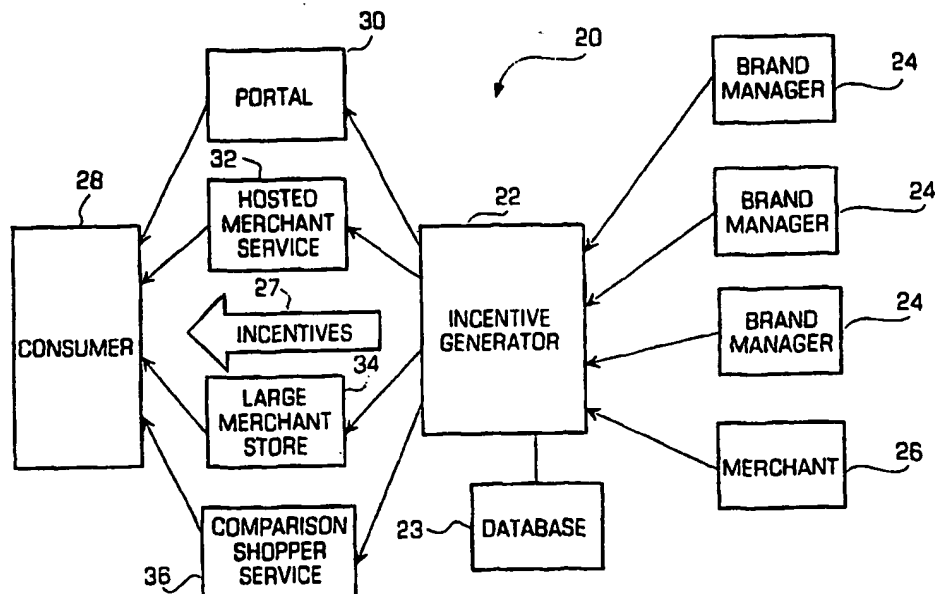 30
20
PORTAL
BRAND
MANAGER
24
32
28
HOSTED
MERCHANT
SERVICE
22
BRAND
MANAGER
24
27
INCENTIVES
CONSUMER
INCENTIVE
GENERATOR
BRAND
MANAGER
24
34
LARGE
MERCHANT
STORE
MERCHANT
26
COMPARISON
SHOPPER
SERVICE
36
23
DATABASE